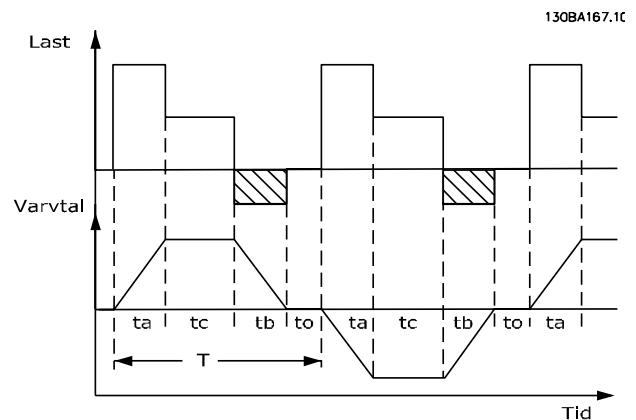 130BA167.10
Last
Varvtal
ta tc tb to ta tc tb to ta
T
Tid